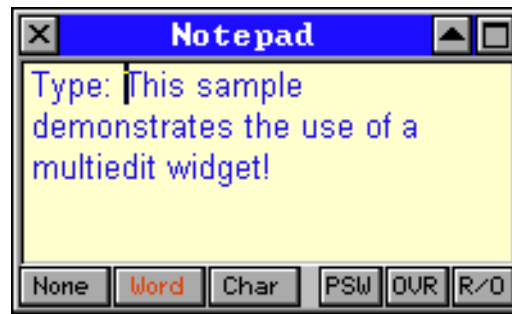 Notepad
Type: This sample
demonstrates the use of a
multiedit widget!
None Word Char PSW OVR R/O